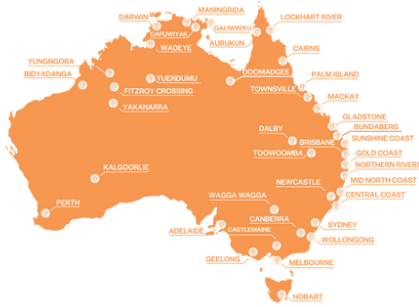 MANINGRIDA
DARWIN
LOCKHART RIVER
GALIWIN'KU
GAPUWIYAK
AURUKUN
WADEYE
CAIRNS
YUNGNGORA
DOOMADGEE
BIDYADANGA
YUENDUMU
PALM ISLAND
FITZROY CROSSING
TOWNSVILLE
YAKANARRA
MACKAY
GLADSTONE
BUNDABERG
DALBY
SUNSHINE COAST
BRISBANE
TOOWOOMBA
GOLD COAST
NORTHERN RIVERS
KALGOORLIE
MID NORTH COAST
NEWCASTLE
WAGGA WAGGA
CENTRAL COAST
PERTH
CANBERRA
SYDNEY
ADELAIDE
CASTLEMAINE
WOLLONGONG
GEELONG
MELBOURNE
HOBART